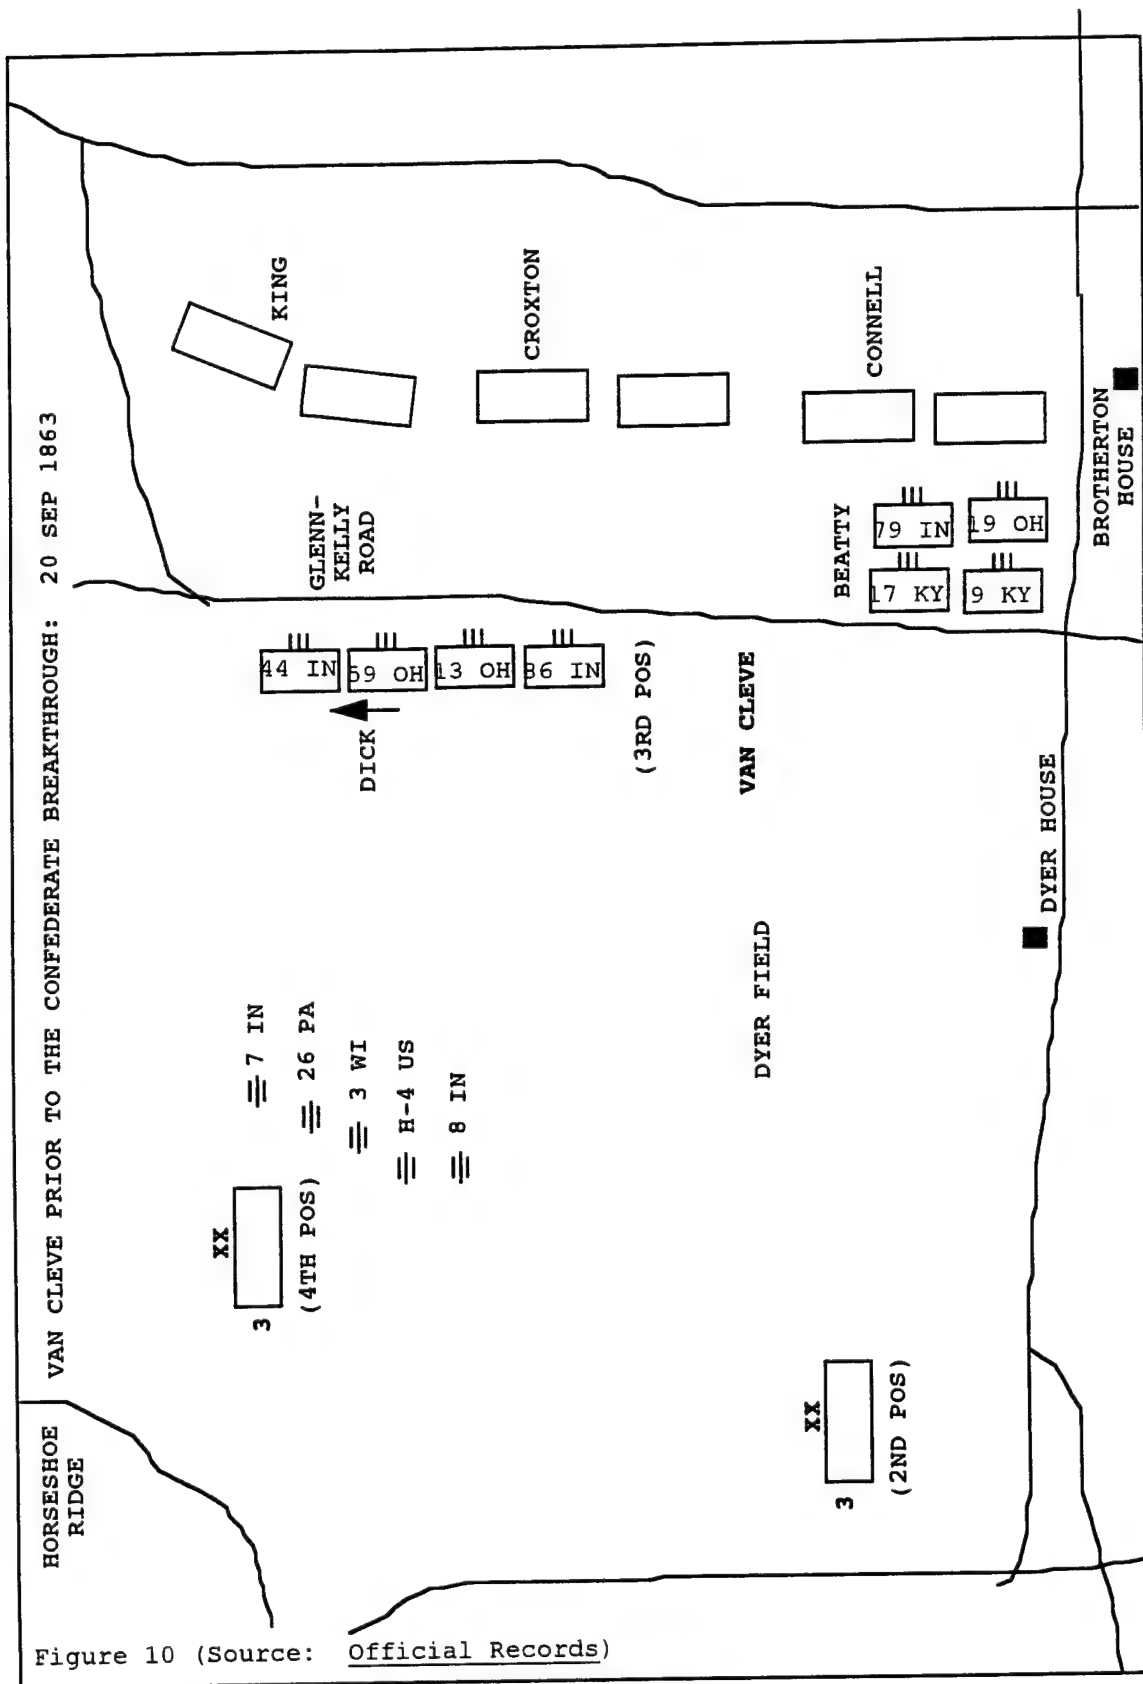 VAN CLEVE PRIOR TO THE CONFEDERATE BREAKTHROUGH: 20 SEP 1863
HORSESHOE
RIDGE
KING
CROXTON
CONNELL
GLENN-
KELLY
ROAD
BEATTY
79 IN
19 OH
17 KY
9 KY
BROTHERTON
HOUSE
44 IN
59 OH
13 OH
86 IN
DICK
(3RD POS)
VAN CLEVE
DYER HOUSE
DYER FIELD
7 IN
26 PA
3 WI
H-4 US
8 IN
XX
3
(4TH POS)
XX
3
(2ND POS)
Figure 10 (Source: Official Records)